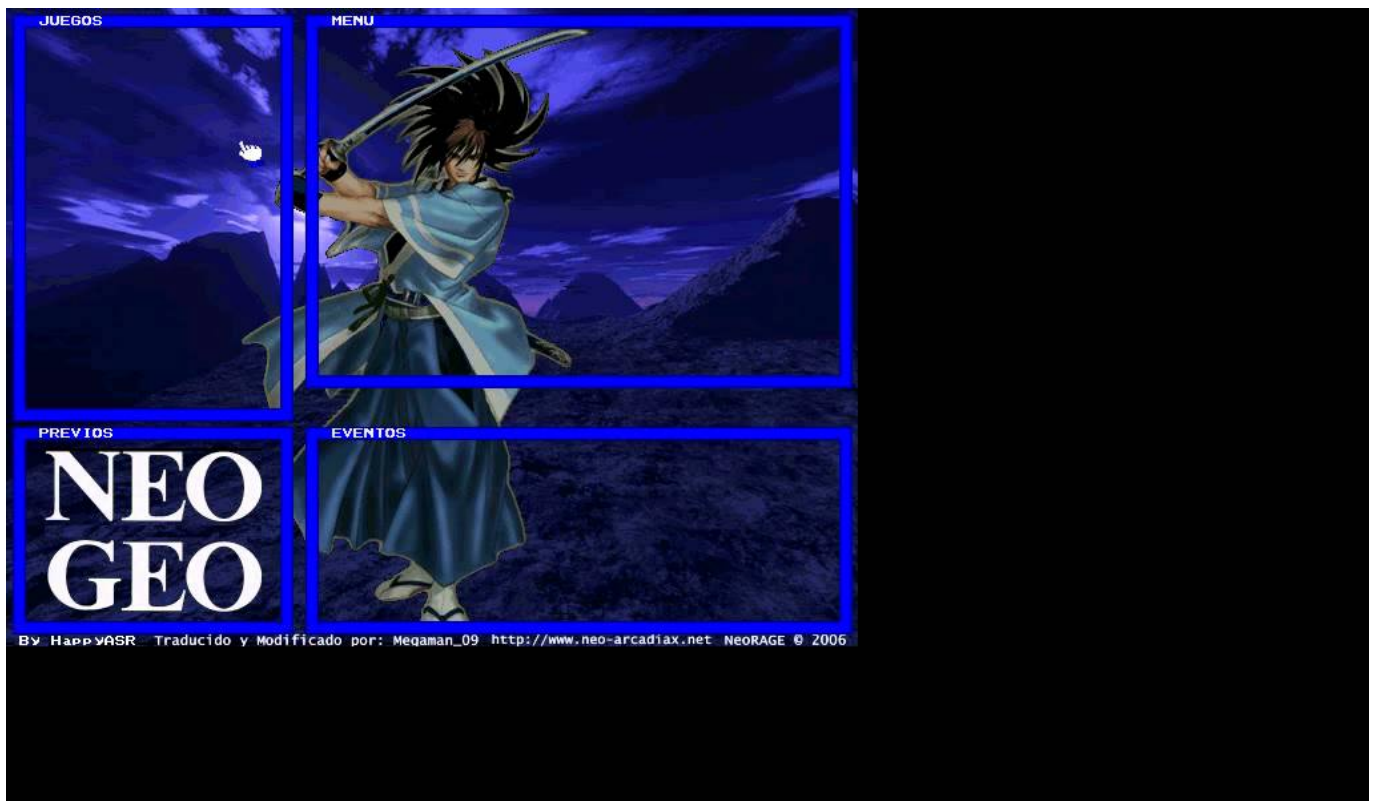 JUEGOS
MENU
PREVIOS
EVENTOS
NEO
GEO
By HappyASR Traducido y Modificado por: Megaman_09 http://www.neo-arcadiax.net NeoRAGE © 2006